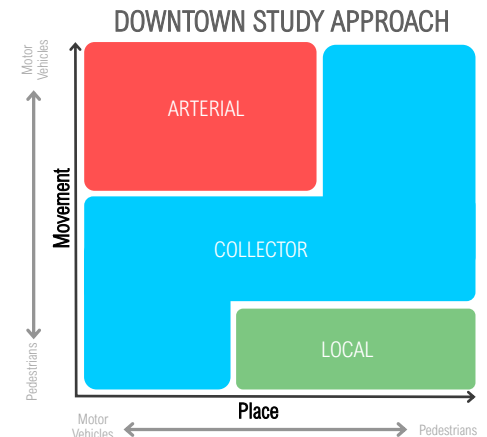 DOWNTOWN STUDY APPROACH
Motor
Vehicles
ARTERIAL
Movement
COLLECTOR
LOCAL
Pedestrians
Place
Motor
Vehicles
Pedestrians